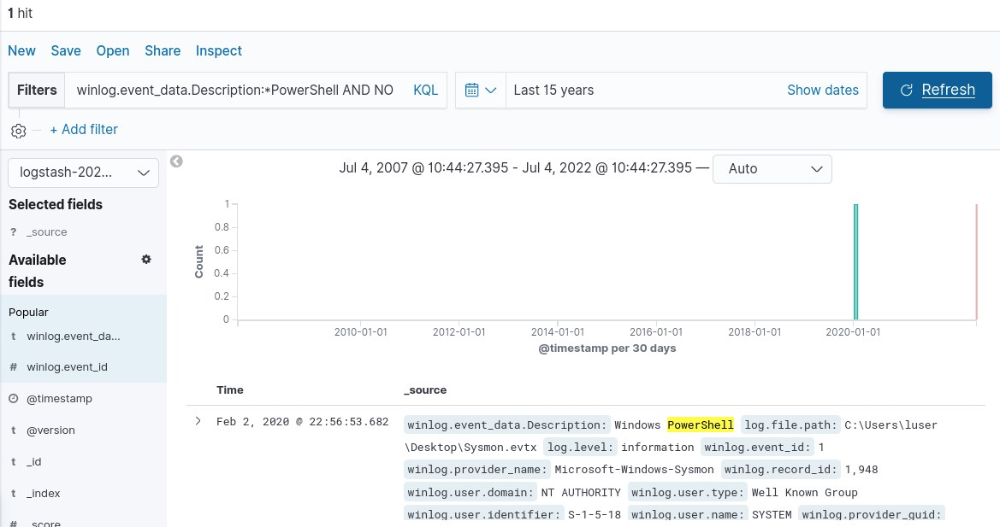 1 hit
New Save Open Share Inspect
Filters winlog.event_data.Description:*PowerShell AND NO KQL Last 15 years Show dates Refresh
+ Add filter
logstash-202...
Jul 4, 2007 @ 10:44:27.395 - Jul 4, 2022 @ 10:44:27.395 — Auto
Selected fields
? _source
Available
fields
Popular
t winlog.event_da...
# winlog.event_id
@timestamp
@version
t _id
t _index
# _score
Count
1
0.8
0.6
0.4
0.2
0
2010-01-01 2012-01-01 2014-01-01 2016-01-01 2018-01-01 2020-01-01
@timestamp per 30 days
Time _source
Feb 2, 2020 @ 22:56:53.682 winlog.event_data.Description: Windows PowerShell log.file.path: C:\Users\luser
\Desktop\Sysmon.evtx log.level: information winlog.event_id: 1
winlog.provider_name: Microsoft-Windows-Sysmon winlog.record_id: 1,948
winlog.user.domain: NT AUTHORITY winlog.user.type: Well Known Group
winlog.user.identifier: S-1-5-18 winlog.user.name: SYSTEM winlog.provider_guid: